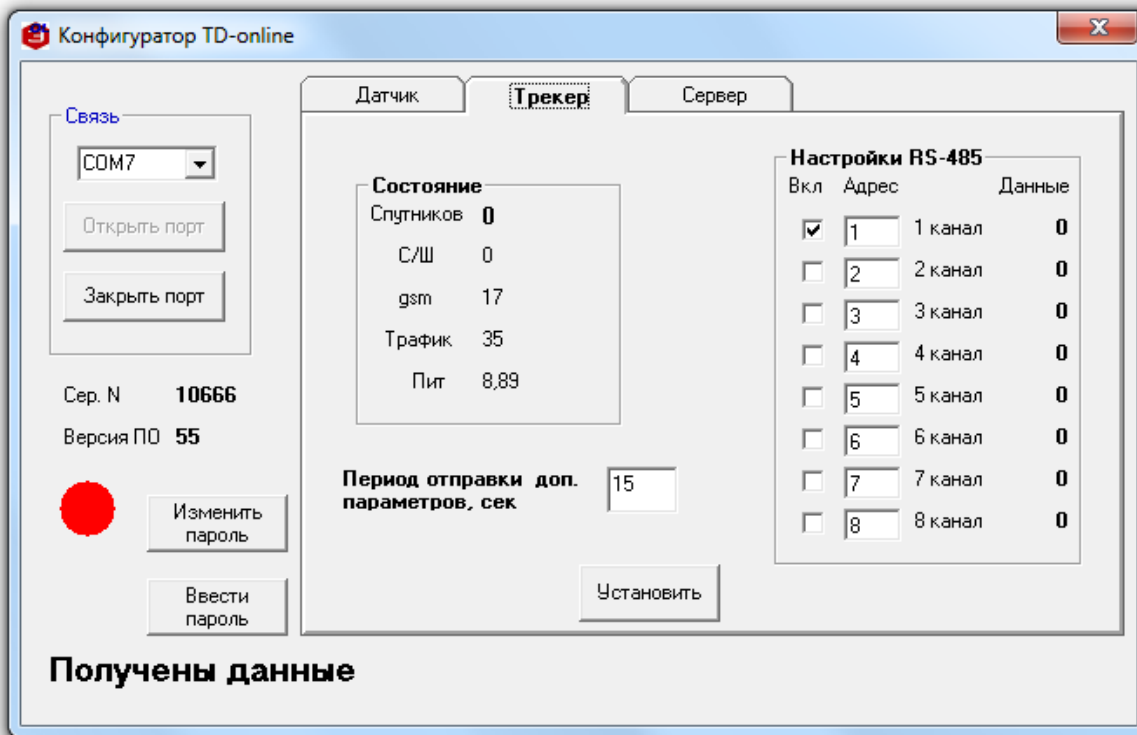 Конфигуратор TD-online
Связь
COM7
Открыть порт
Закрыть порт
Сер. N 10666
Версия ПО 55
Изменить
пароль
Ввести
пароль
Получены данные
Датчик Трекер Сервер
Состояние
Спутников 0
С/Ш 0
gsm 17
Трафик 35
Пит 8,89
Период отправки доп.
параметров, сек
15
Установить
Настройки RS-485
Вкл Адрес Данные
1 1 канал 0
2 2 канал 0
3 3 канал 0
4 4 канал 0
5 5 канал 0
6 6 канал 0
7 7 канал 0
8 8 канал 0